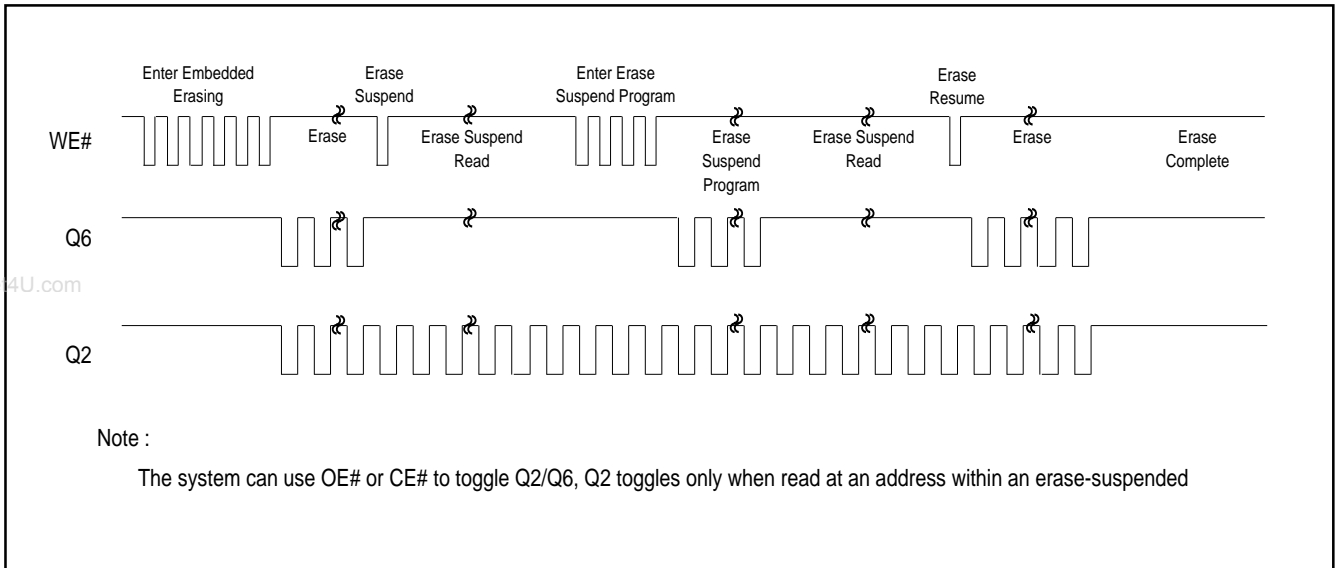 Enter Embedded
Erasing
Erase
Suspend
Enter Erase
Suspend Program
Erase
Resume
WE#
Erase
Erase Suspend
Read
Erase
Suspend
Program
Erase Suspend
Read
Erase
Erase
Complete
Q6
t4U.com
Q2
Note :
The system can use OE# or CE# to toggle Q2/Q6, Q2 toggles only when read at an address within an erase-suspended